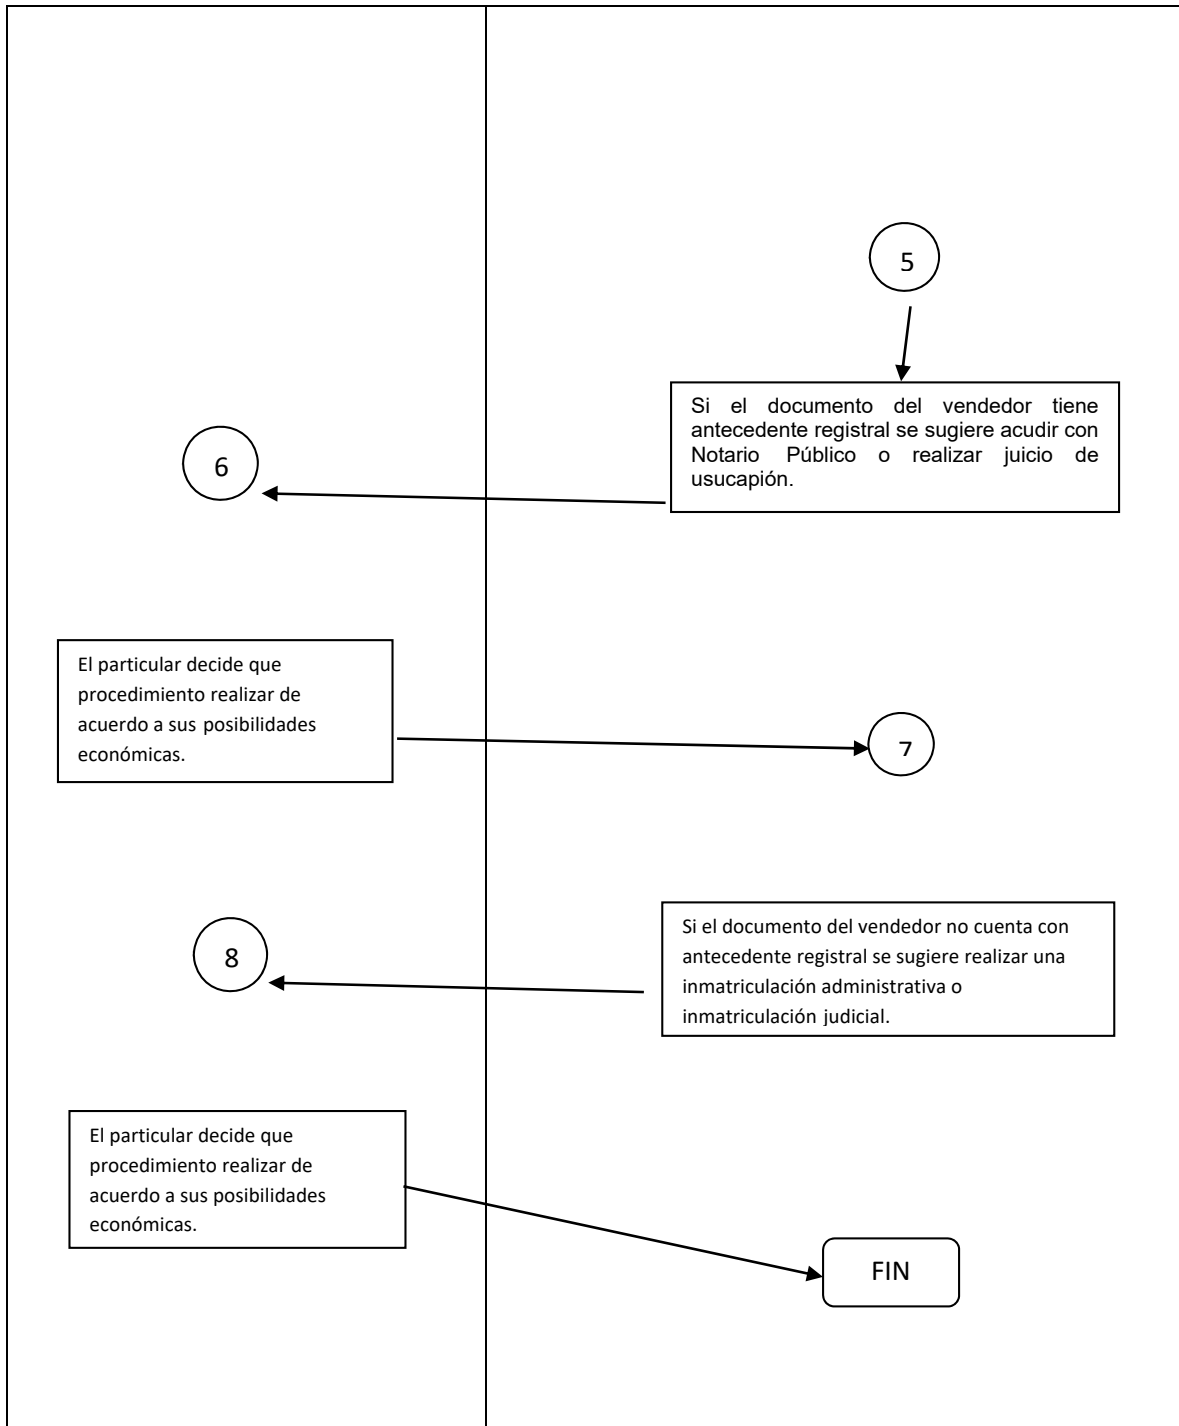 5
Si el documento del vendedor tiene
antecedente registral se sugiere acudir con
Notario Público o realizar juicio de
usucapión.
6
El particular decide que
procedimiento realizar de
acuerdo a sus posibilidades
económicas.
7
Si el documento del vendedor no cuenta con
antecedente registral se sugiere realizar una
inmatriculación administrativa o
inmatriculación judicial.
8
El particular decide que
procedimiento realizar de
acuerdo a sus posibilidades
económicas.
FIN